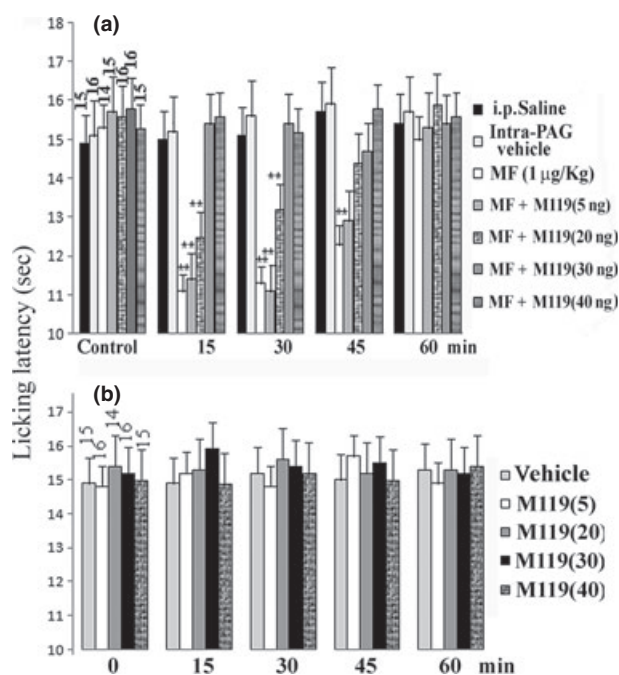 (a)
18
17
16
15
14
13
12
11
10
15 16 14 15 16 16 15
‡‡ ‡‡ ‡‡
‡‡ ‡‡ ‡‡
‡‡
Control 15 30 45 60 min
i.p.Saline
Intra-PAG
vehicle
MF (1 µg/Kg)
MF + M119(5 ng)
MF + M119(20 ng)
MF + M119(30 ng)
MF + M119(40 ng)
Licking latency (sec)
(b)
17
16
15
14
13
12
11
10
15 16 14 16 15
0 15 30 45 60 min
Vehicle
M119(5)
M119(20)
M119(30)
M119(40)